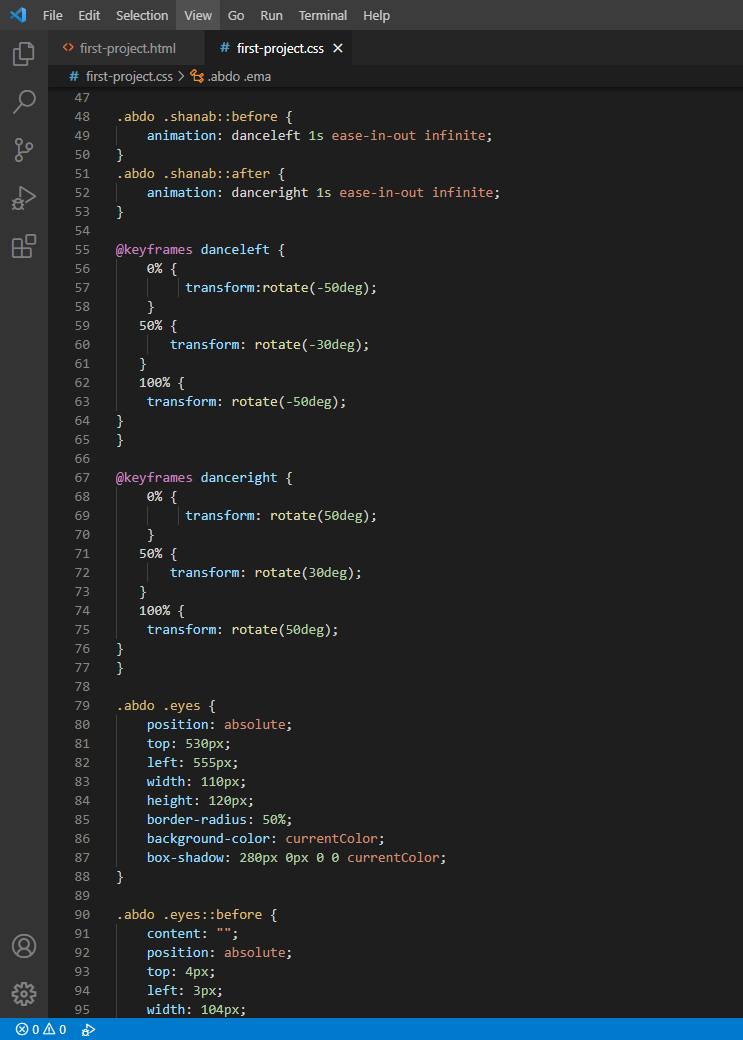 File Edit Selection View Go Run Terminal Help
first-project.html # first-project.css ×
# first-project.css > .abdo .ema
47
48 .abdo .shanab::before {
49 animation: danceleft 1s ease-in-out infinite;
50 }
51 .abdo .shanab::after {
52 animation: danceright 1s ease-in-out infinite;
53 }
54
55 @keyframes danceleft {
56 0% {
57 transform:rotate(-50deg);
58 }
59 50% {
60 transform: rotate(-30deg);
61 }
62 100% {
63 transform: rotate(-50deg);
64 }
65 }
66
67 @keyframes danceright {
68 0% {
69 transform: rotate(50deg);
70 }
71 50% {
72 transform: rotate(30deg);
73 }
74 100% {
75 transform: rotate(50deg);
76 }
77 }
78
79 .abdo .eyes {
80 position: absolute;
81 top: 530px;
82 left: 555px;
83 width: 110px;
84 height: 120px;
85 border-radius: 50%;
86 background-color: currentColor;
87 box-shadow: 280px 0px 0 0 currentColor;
88 }
89
90 .abdo .eyes::before {
91 content: "";
92 position: absolute;
93 top: 4px;
94 left: 3px;
95 width: 104px;
0 0